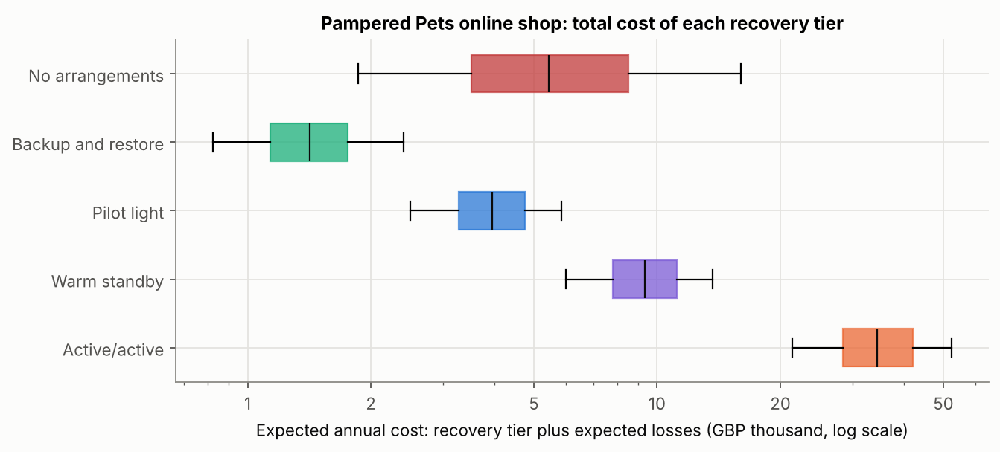 Pampered Pets online shop: total cost of each recovery tier
No arrangements
Backup and restore
Pilot light
Warm standby
Active/active
1 2 5 10 20 50
Expected annual cost: recovery tier plus expected losses (GBP thousand, log scale)